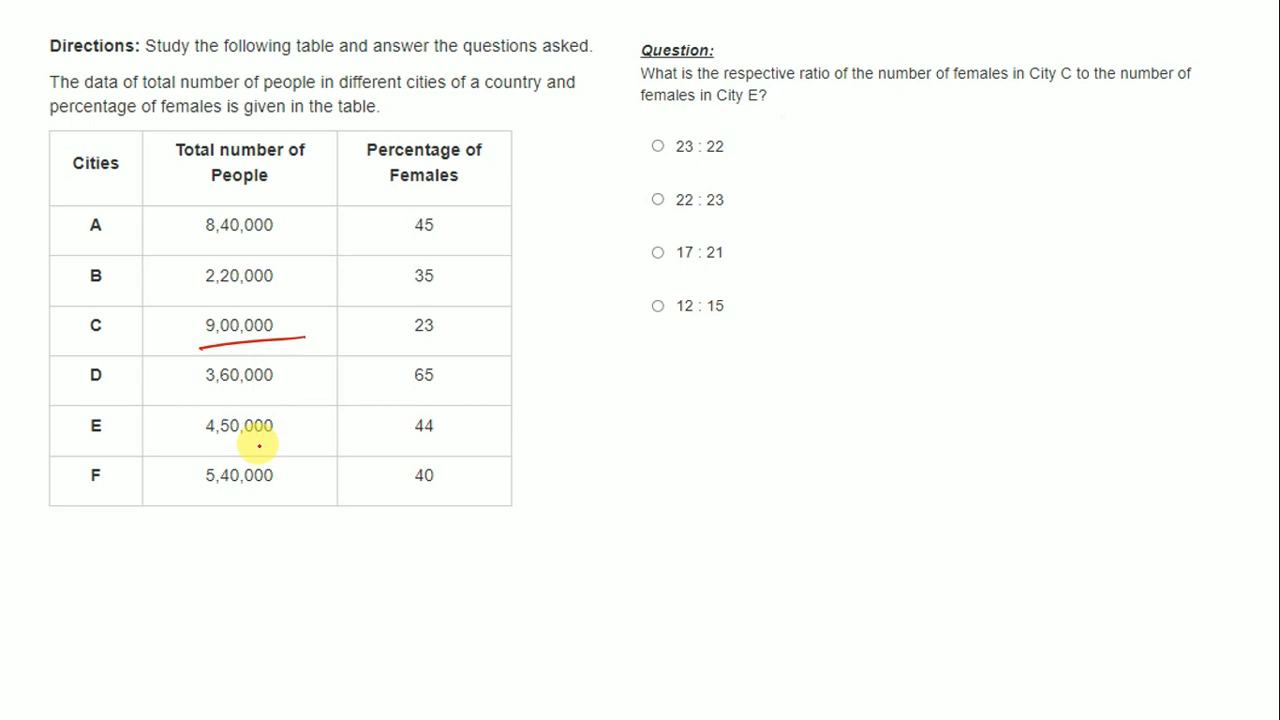 Directions: Study the following table and answer the questions asked.
The data of total number of people in different cities of a country and
percentage of females is given in the table.
Cities Total number of People Percentage of Females
A 8,40,000 45
B 2,20,000 35
C 9,00,000 23
D 3,60,000 65
E 4,50,000 44
F 5,40,000 40
Question:
What is the respective ratio of the number of females in City C to the number of
females in City E?
23 : 22
22 : 23
17 : 21
12 : 15